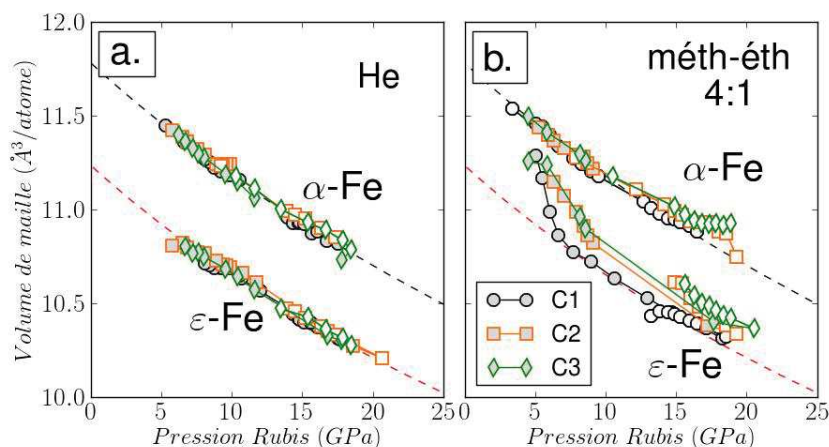 a.
He
α-Fe
ε-Fe
Volume de maille (Å³/atome)
12.0
11.5
11.0
10.5
10.0
0 5 10 15 20 25
Pression Rubis (GPa)
b.
méth-éth
4:1
α-Fe
ε-Fe
C1
C2
C3
0 5 10 15 20 25
Pression Rubis (GPa)